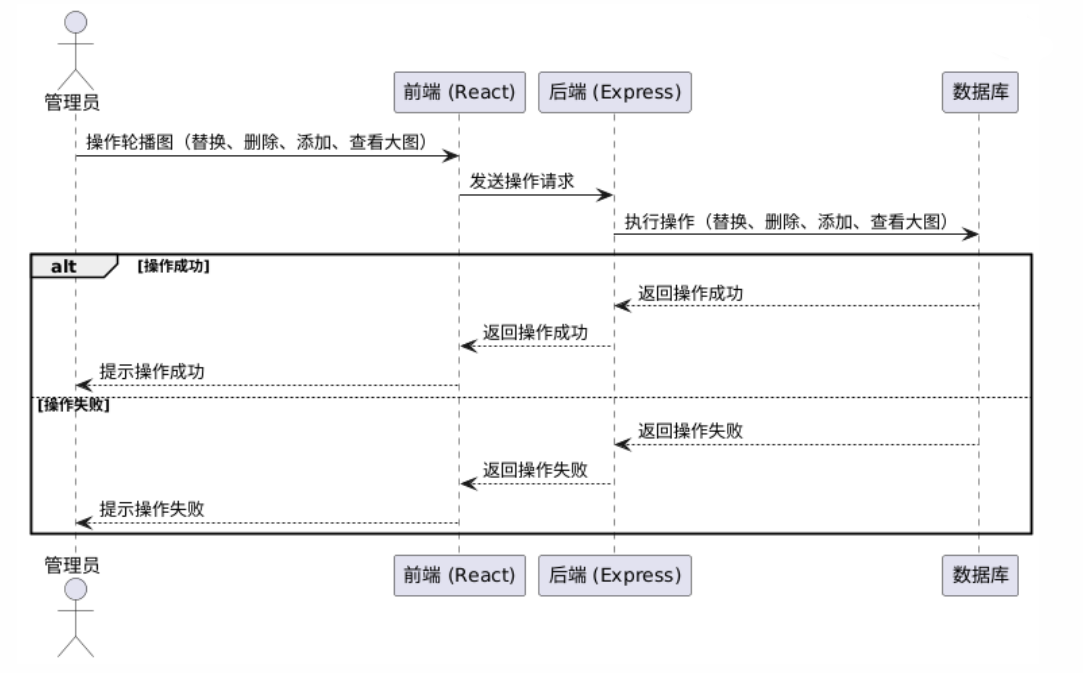 管理员
前端 (React)
后端 (Express)
数据库
操作轮播图（替换、删除、添加、查看大图）
发送操作请求
执行操作（替换、删除、添加、查看大图）
alt
[操作成功]
返回操作成功
返回操作成功
提示操作成功
[操作失败]
返回操作失败
返回操作失败
提示操作失败
管理员
前端 (React)
后端 (Express)
数据库